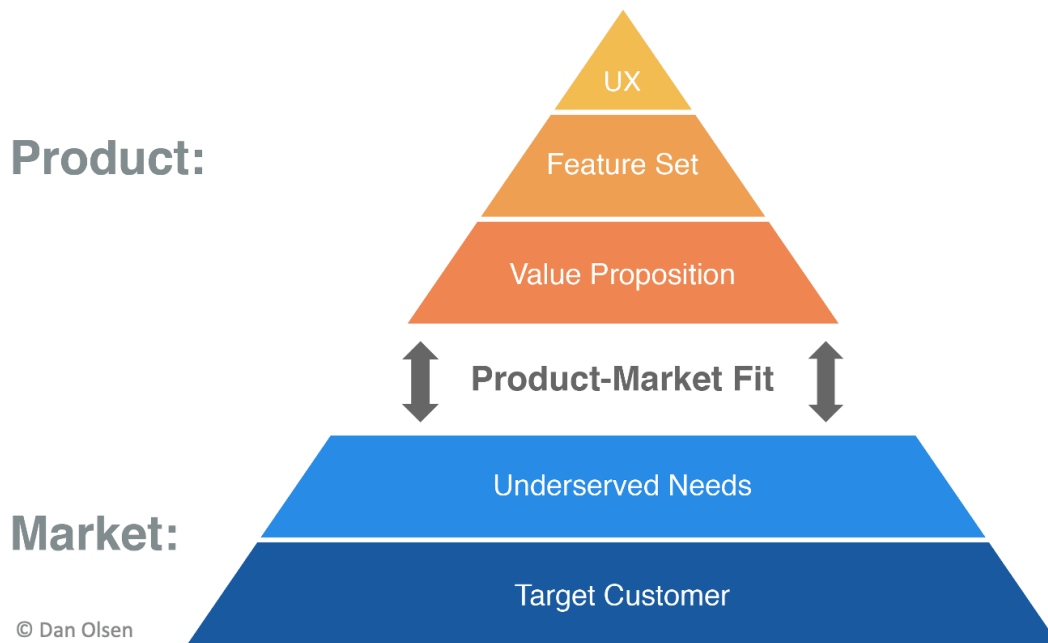 UX
Product:
Feature Set
Value Proposition
Product-Market Fit
Underserved Needs
Market:
Target Customer
© Dan Olsen